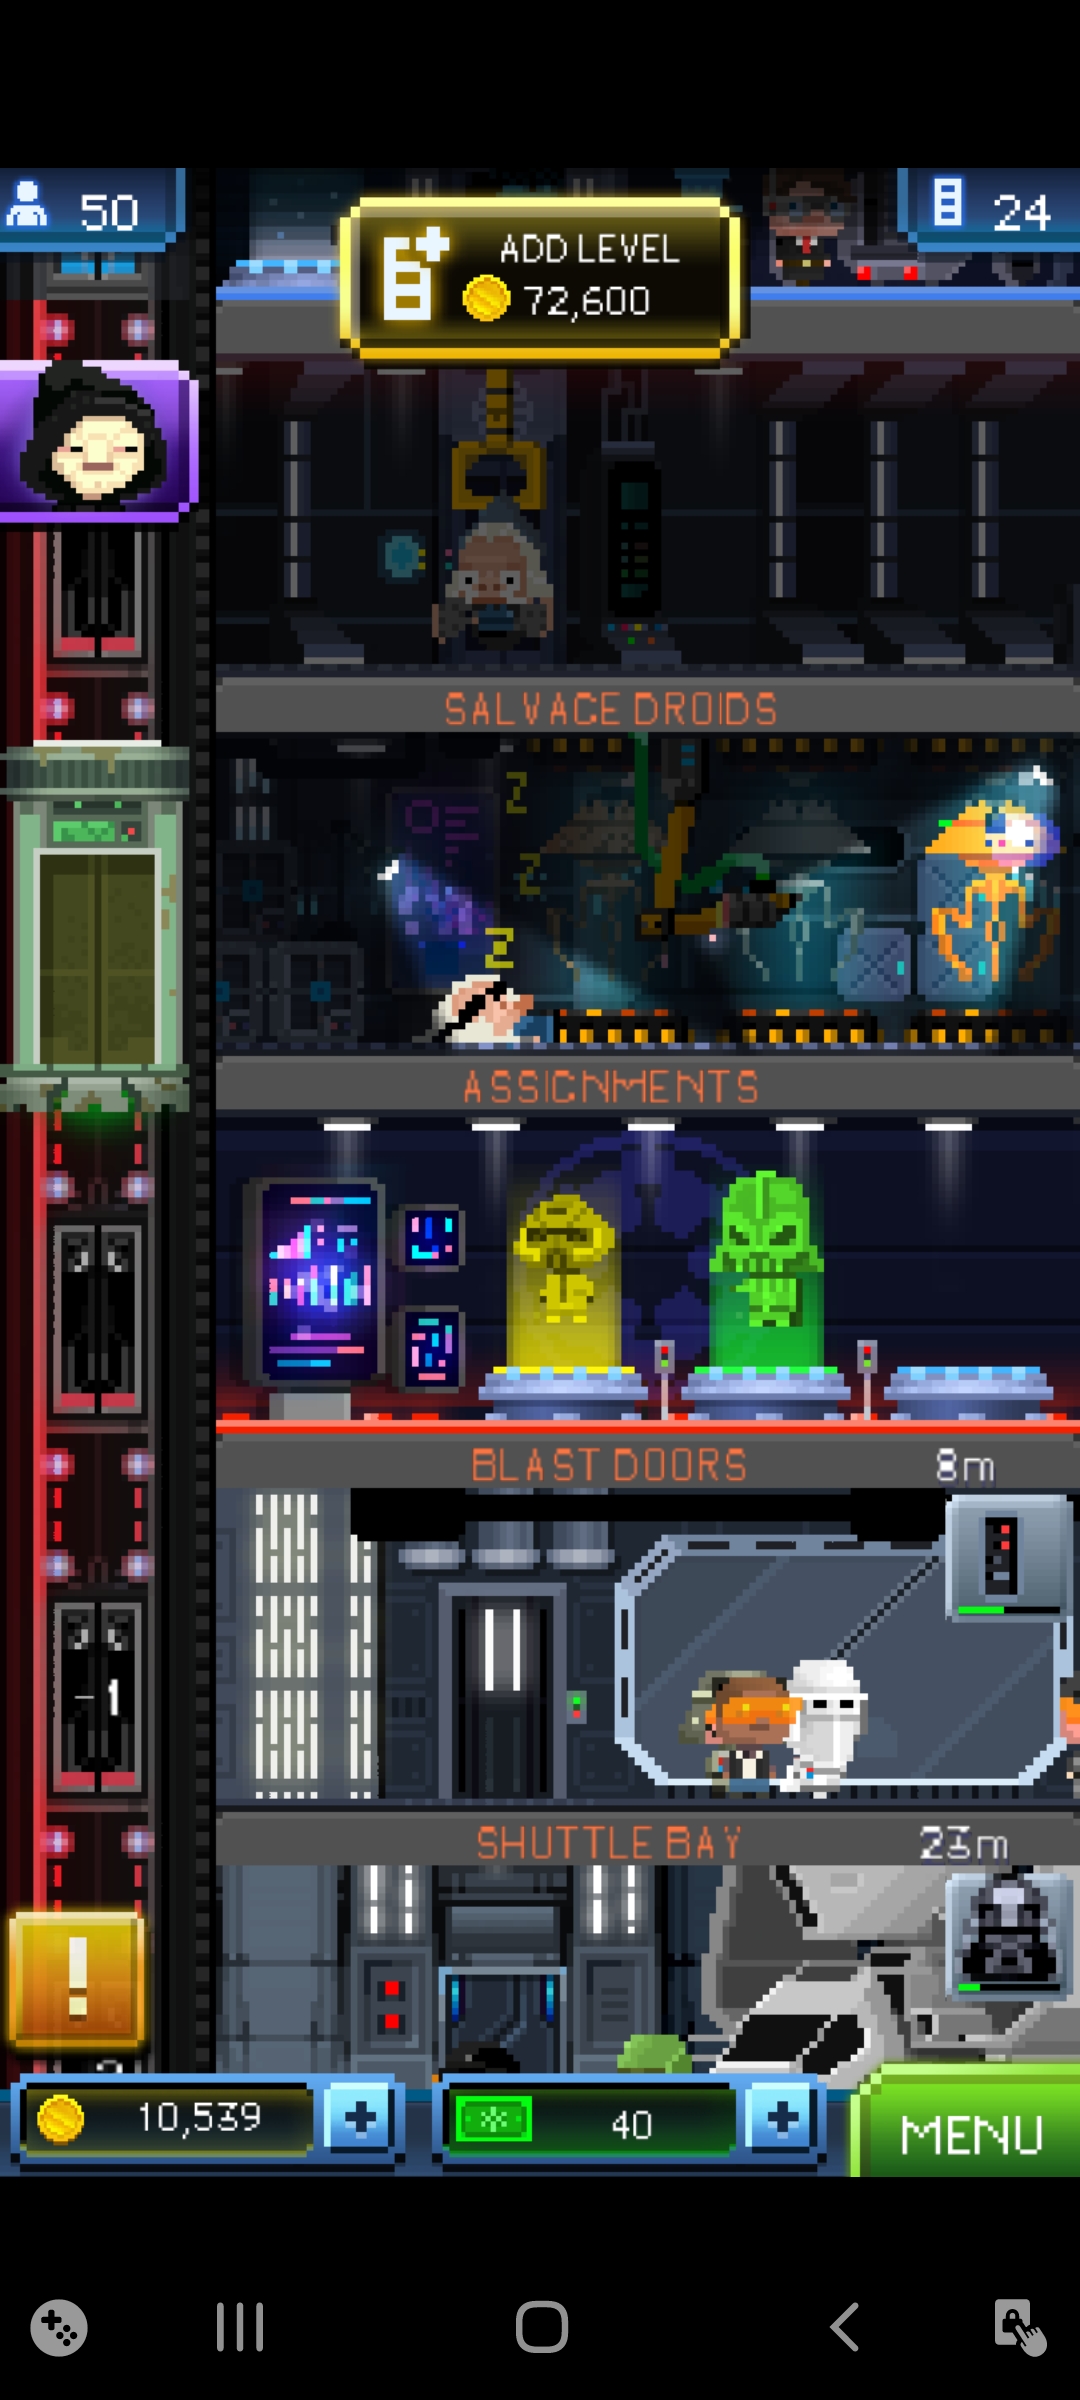 50
ADD LEVEL
72,600
24
SALVAGE DROIDS
Z
Z
Z
ASSIGNMENTS
BLAST DOORS
8m
-1
SHUTTLE BAY
23m
!
10,539
+
40
+
MENU